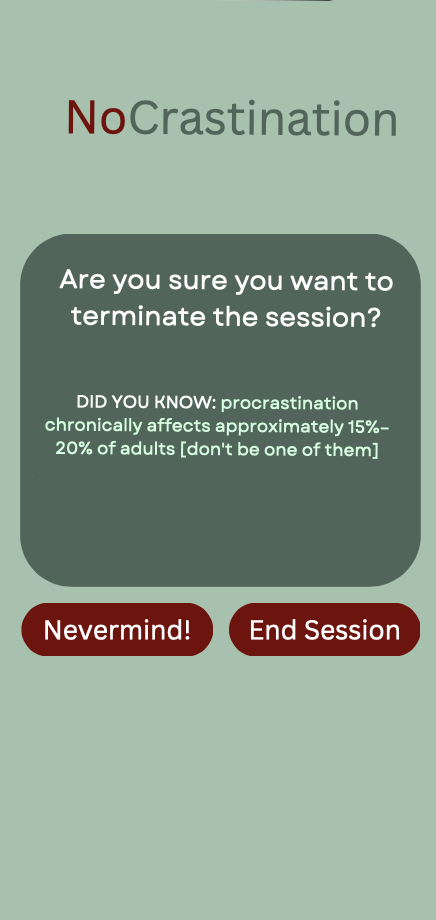 NoCrastination
Are you sure you want to
terminate the session?
DID YOU KNOW: procrastination
chronically affects approximately 15%–
20% of adults [don't be one of them]
Nevermind!
End Session